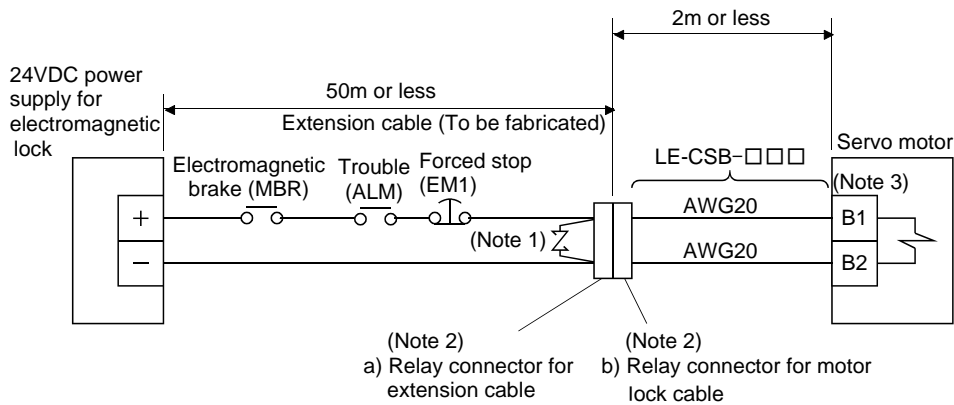 2m or less
24VDC power
supply for
electromagnetic
lock
50m or less
Extension cable (To be fabricated)
Electromagnetic
brake (MBR)
Trouble
(ALM)
Forced stop
(EM1)
LE-CSB-□□□
Servo motor
(Note 3)
+
AWG20
B1
(Note 1)
−
AWG20
B2
(Note 2)
a) Relay connector for
extension cable
(Note 2)
b) Relay connector for motor
lock cable